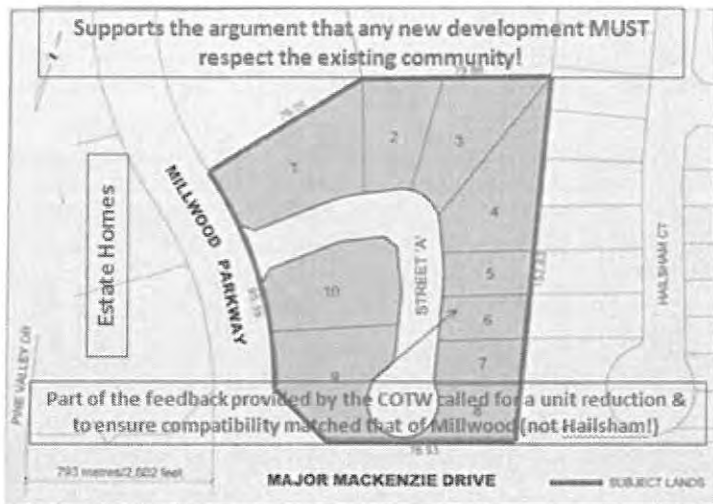 Supports the argument that any new development MUST
respect the existing community!
1
2
3
4
5
6
7
8
9
10
STREET 'A'
MILLWOOD PARKWAY
Estate Homes
PINE VALLEY DR
HAILSHAM CT
Part of the feedback provided by the COTW called for a unit reduction &
to ensure compatibility matched that of Millwood (not Hailsham!)
76.93
793 metres/2,602 feet
MAJOR MACKENZIE DRIVE
SUBJECT LANDS